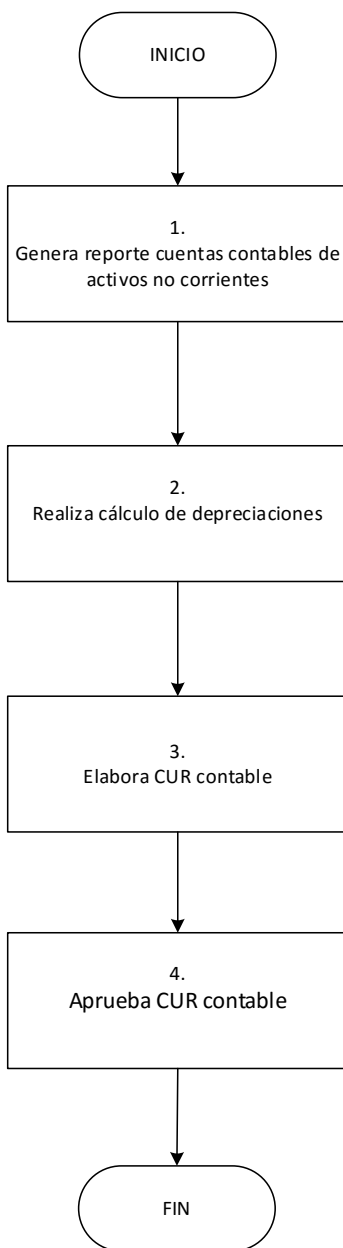 INICIO
1.
Genera reporte cuentas contables de
activos no corrientes
2.
Realiza cálculo de depreciaciones
3.
Elabora CUR contable
4.
Aprueba CUR contable
FIN